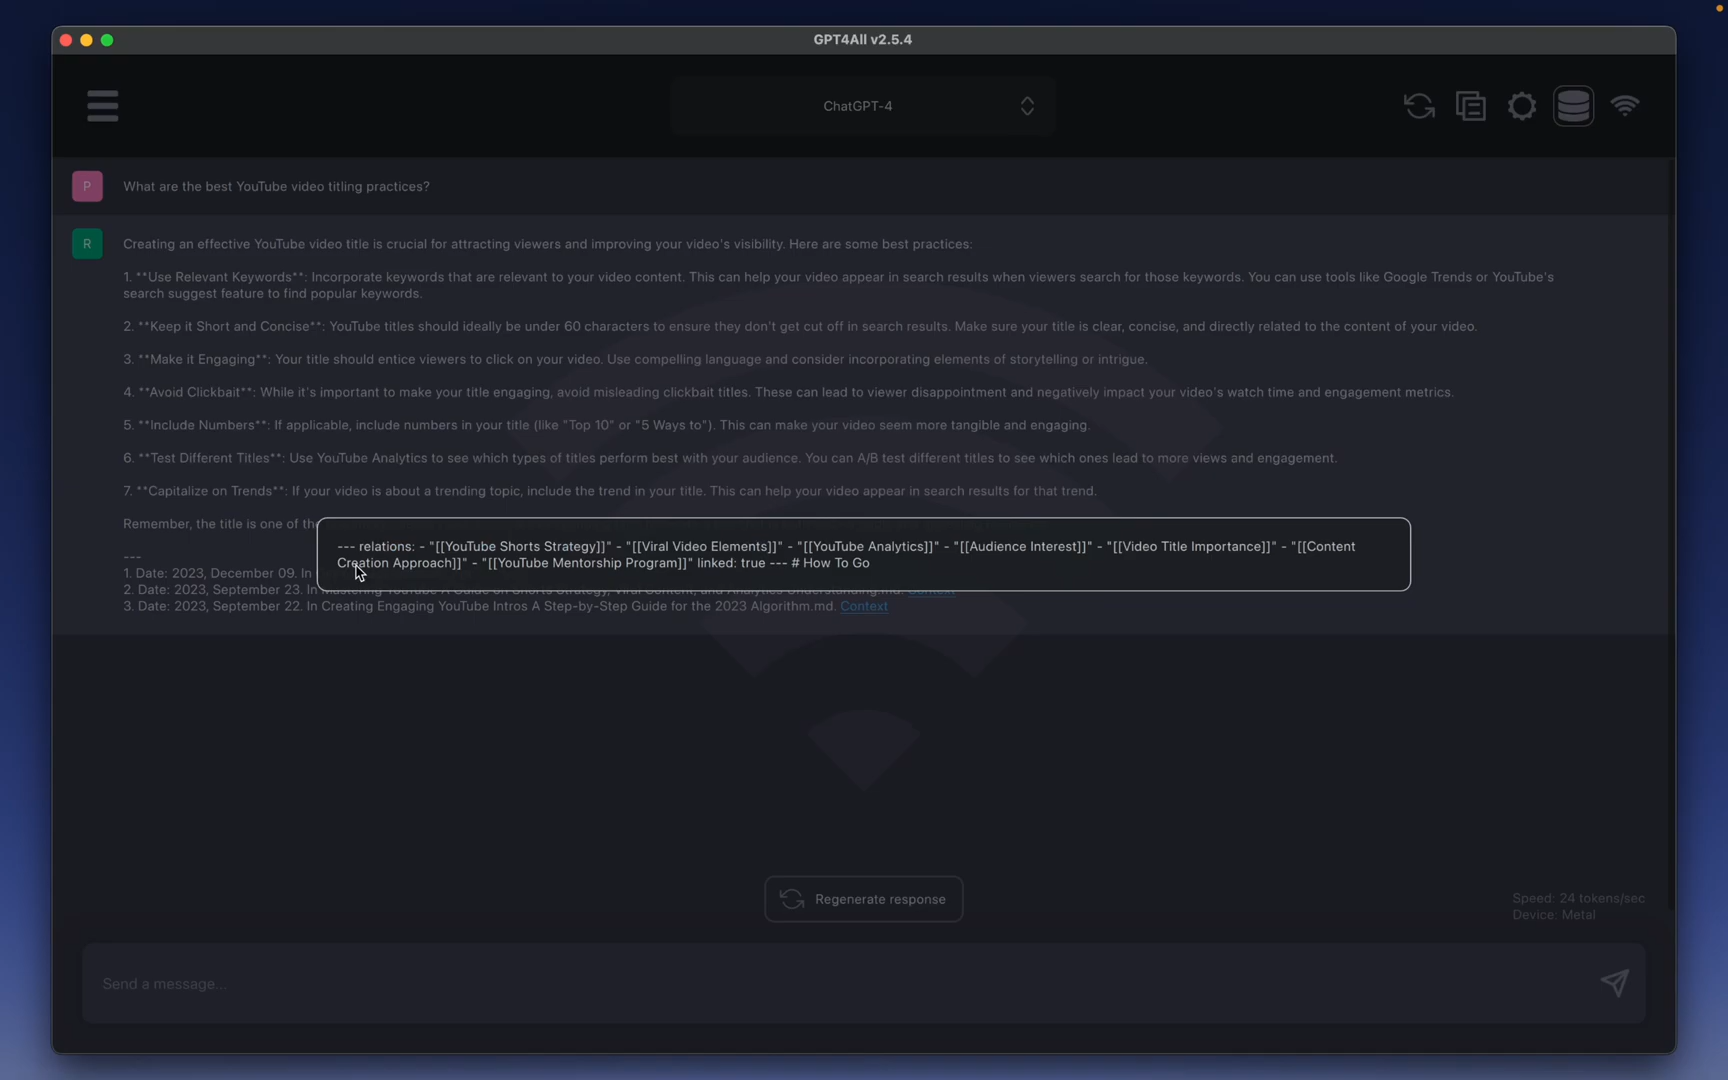 GPT4All v2.5.4
ChatGPT-4
P
What are the best YouTube video titling practices?
R
Creating an effective YouTube video title is crucial for attracting viewers and improving your video's visibility. Here are some best practices:
1. **Use Relevant Keywords**: Incorporate keywords that are relevant to your video content. This can help your video appear in search results when viewers search for those keywords. You can use tools like Google Trends or YouTube's
search suggest feature to find popular keywords.
2. **Keep it Short and Concise**: YouTube titles should ideally be under 60 characters to ensure they don't get cut off in search results. Make sure your title is clear, concise, and directly related to the content of your video.
3. **Make it Engaging**: Your title should entice viewers to click on your video. Use compelling language and consider incorporating elements of storytelling or intrigue.
4. **Avoid Clickbait**: While it's important to make your title engaging, avoid misleading clickbait titles. These can lead to viewer disappointment and negatively impact your video's watch time and engagement metrics.
5. **Include Numbers**: If applicable, include numbers in your title (like "Top 10" or "5 Ways to"). This can make your video seem more tangible and engaging.
6. **Test Different Titles**: Use YouTube Analytics to see which types of titles perform best with your audience. You can A/B test different titles to see which ones lead to more views and engagement.
7. **Capitalize on Trends**: If your video is about a trending topic, include the trend in your title. This can help your video appear in search results for that trend.
Remember, the title is one of the
--- relations: - "[[YouTube Shorts Strategy]]" - "[[Viral Video Elements]]" - "[[YouTube Analytics]]" - "[[Audience Interest]]" - "[[Video Title Importance]]" - "[[Content
Creation Approach]]" - "[[YouTube Mentorship Program]]" linked: true --- # How To Go
---
1. Date: 2023, December 09. In
2. Date: 2023, September 23. In Mastering YouTube A Guide on Shorts Strategy, Viral Content, and Analytics Understanding.md. Context
3. Date: 2023, September 22. In Creating Engaging YouTube Intros A Step-by-Step Guide for the 2023 Algorithm.md. Context
Regenerate response
Speed: 24 tokens/sec
Device: Metal
Send a message...